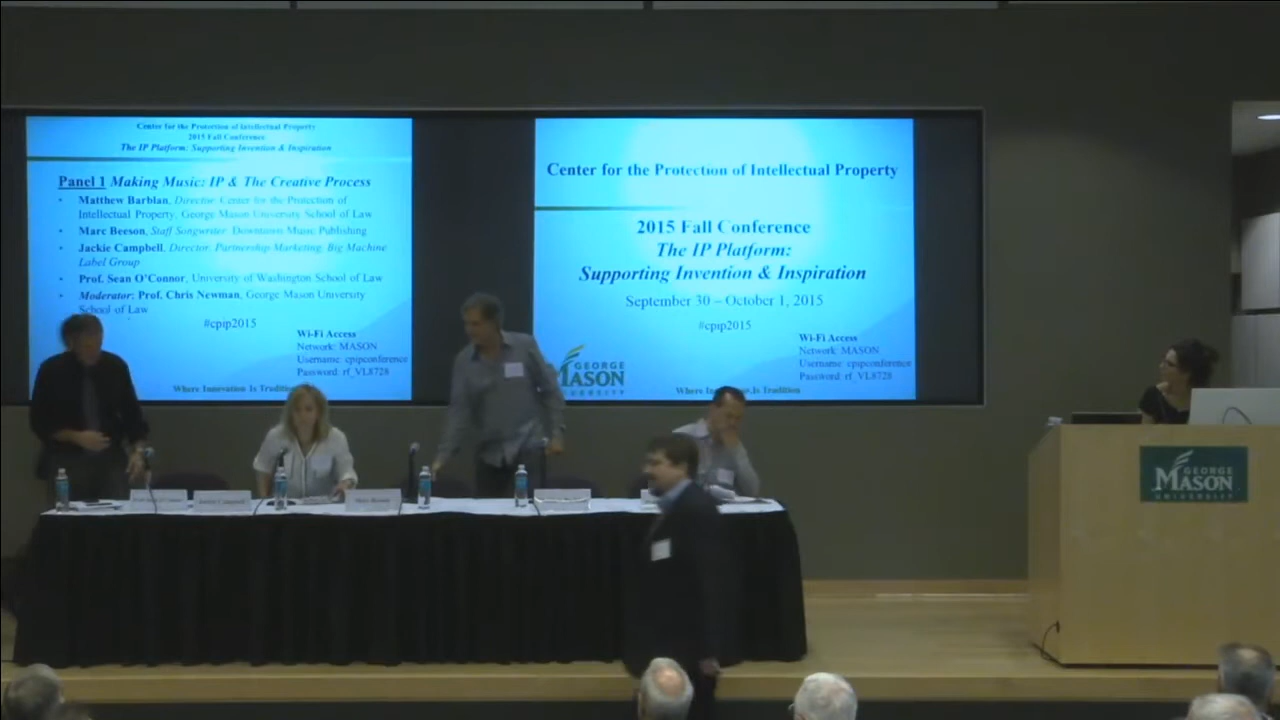 Center for the Protection of Intellectual Property
2015 Fall Conference
The IP Platform: Supporting Invention & Inspiration
Panel 1 Making Music: IP & The Creative Process
• Matthew Barblan, Director, Center for the Protection of
Intellectual Property, George Mason University School of Law
• Marc Beeson, Staff Songwriter, Downtown Music Publishing
• Jackie Campbell, Director, Partnership Marketing, Big Machine
Label Group
• Prof. Sean O'Connor, University of Washington School of Law
• Moderator: Prof. Chris Newman, George Mason University
School of Law
#cpip2015
Wi-Fi Access
Network: MASON
Username: cpipconference
Password: rf_VL8728
Where Innovation Is Tradition
Center for the Protection of Intellectual Property
2015 Fall Conference
The IP Platform:
Supporting Invention & Inspiration
September 30 – October 1, 2015
#cpip2015
Wi-Fi Access
Network: MASON
Username: cpipconference
Password: rf_VL8728
GEORGE
MASON
UNIVERSITY
Where Is Tradition
Jackie Campbell
Marc Beeson
GEORGE
MASON
UNIVERSITY